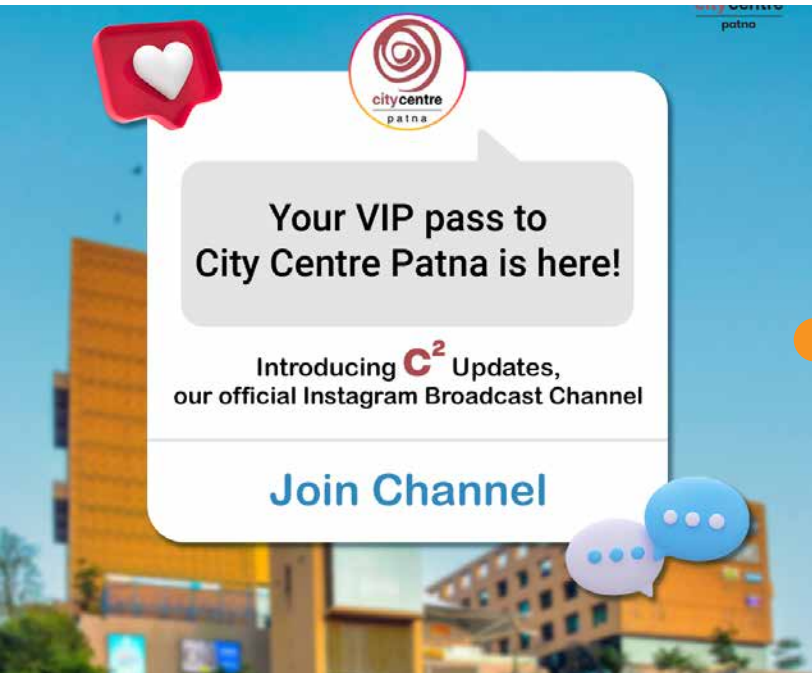 patna
citycentre
patna
Your VIP pass to
City Centre Patna is here!
Introducing C² Updates,
our official Instagram Broadcast Channel
Join Channel